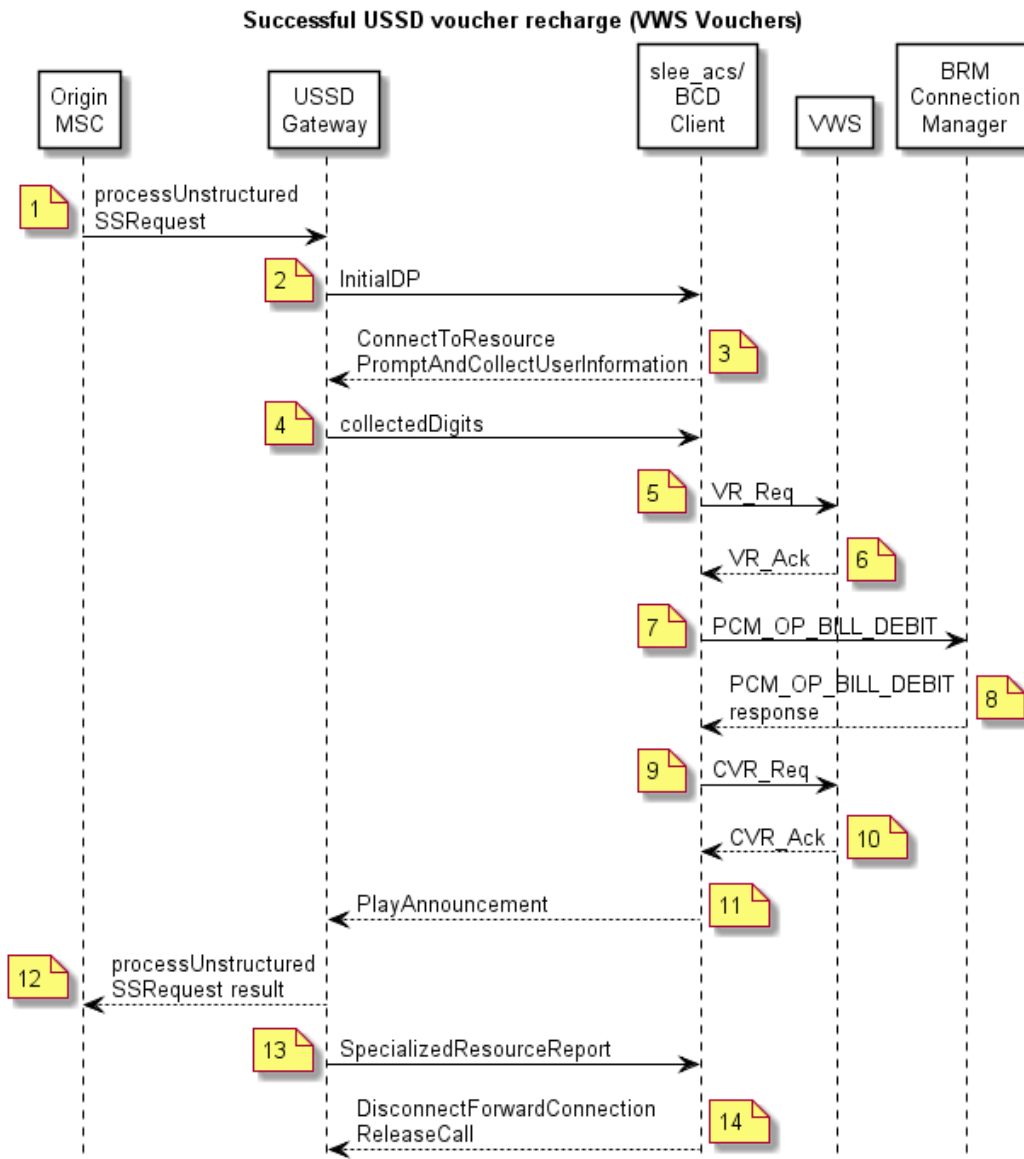 Successful USSD voucher recharge (VWS Vouchers)
Origin
MSC
USSD
Gateway
slee_acs/
BCD
Client
VWS
BRM
Connection
Manager
1
processUnstructured
SSRequest
2
InitialDP
ConnectToResource
PromptAndCollectUserInformation
3
4
collectedDigits
5
VR_Req
VR_Ack
6
7
PCM_OP_BILL_DEBIT
PCM_OP_BILL_DEBIT
response
8
9
CVR_Req
CVR_Ack
10
PlayAnnouncement
11
12
processUnstructured
SSRequest result
13
SpecializedResourceReport
DisconnectForwardConnection
ReleaseCall
14